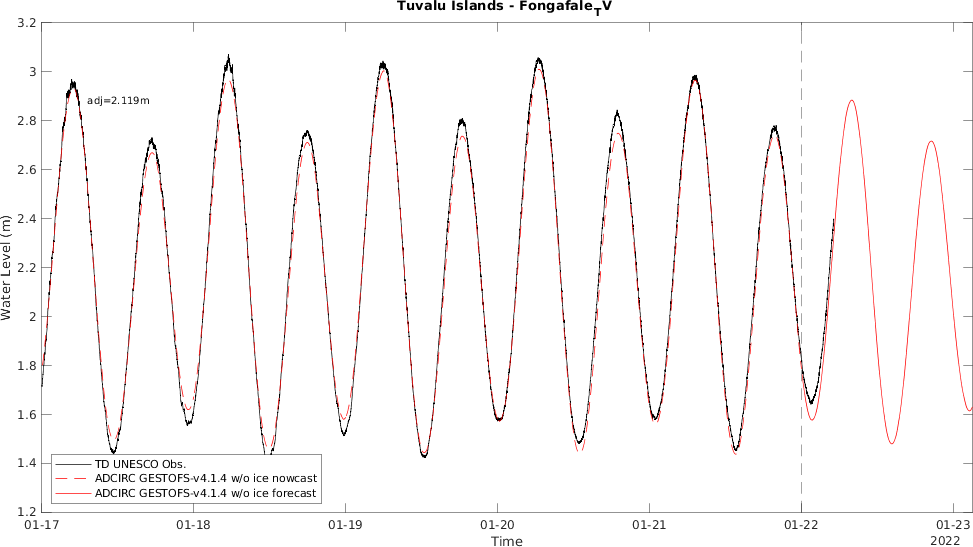 Tuvalu Islands - Fongafale_TV
3.2
3
2.8
2.6
2.4
2.2
2
1.8
1.6
1.4
1.2
Water Level (m)
adj=2.119m
TD UNESCO Obs.
ADCIRC GESTOFS-v4.1.4 w/o ice nowcast
ADCIRC GESTOFS-v4.1.4 w/o ice forecast
01-17 01-18 01-19 01-20 01-21 01-22 01-23
Time 2022